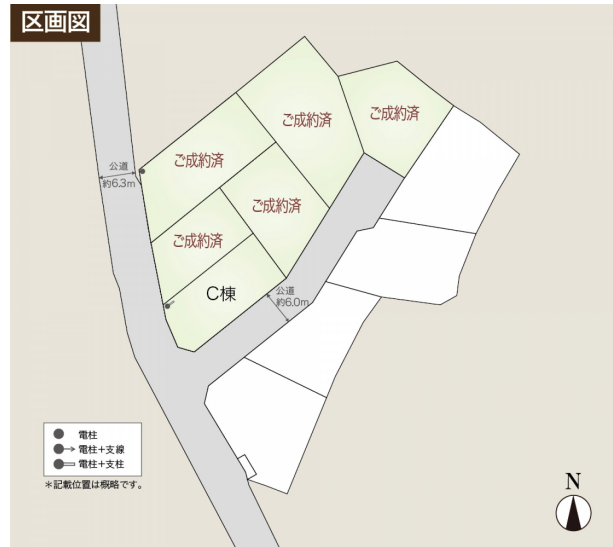 区画図
ご成約済
ご成約済
ご成約済
公道
約6.3m
ご成約済
ご成約済
C棟
公道
約6.0m
電柱
電柱+支線
電柱+支柱
*記載位置は概略です。
N